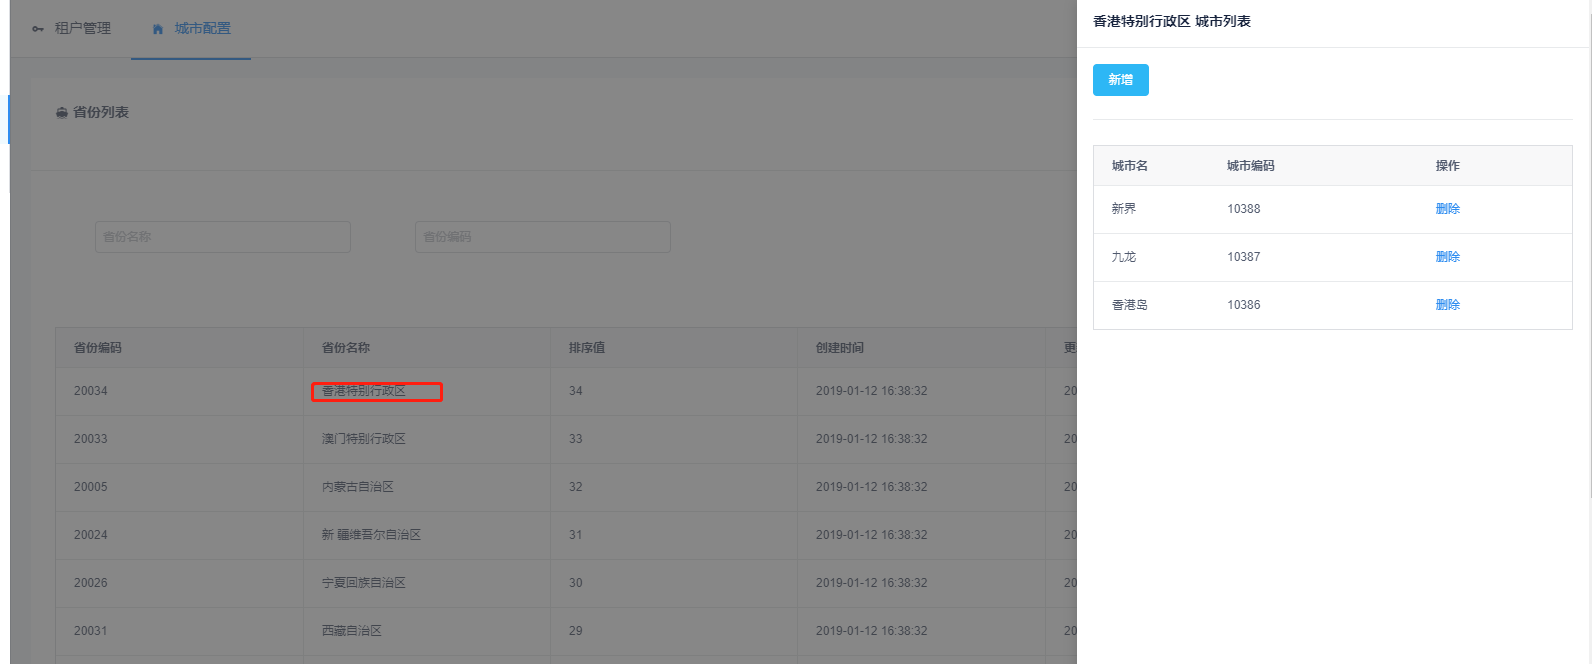 租户管理 城市配置
省份列表
省份名称 省份编码
省份编码 省份名称 排序值 创建时间 更
20034 香港特别行政区 34 2019-01-12 16:38:32 20
20033 澳门特别行政区 33 2019-01-12 16:38:32 20
20005 内蒙古自治区 32 2019-01-12 16:38:32 20
20024 新 疆维吾尔自治区 31 2019-01-12 16:38:32 20
20026 宁夏回族自治区 30 2019-01-12 16:38:32 20
20031 西藏自治区 29 2019-01-12 16:38:32 20
香港特别行政区 城市列表
新增
城市名 城市编码 操作
新界 10388 删除
九龙 10387 删除
香港岛 10386 删除